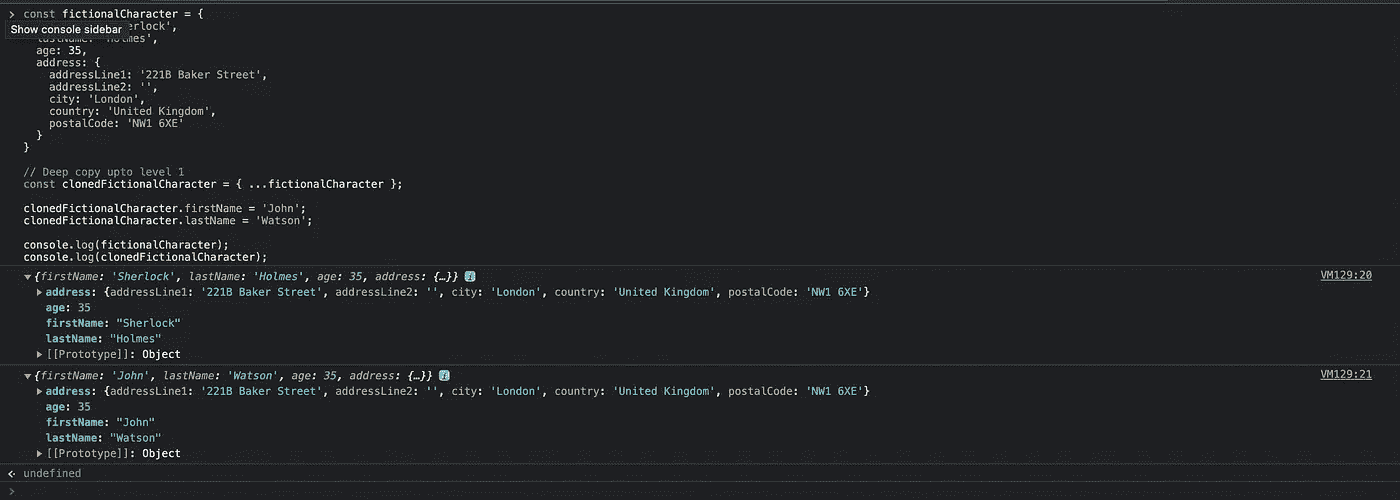 const fictionalCharacter = {
Show console sidebar
erlock',
lastName: 'Holmes',
age: 35,
address: {
addressLine1: '221B Baker Street',
addressLine2: '',
city: 'London',
country: 'United Kingdom',
postalCode: 'NW1 6XE'
}
}
// Deep copy upto level 1
const clonedFictionalCharacter = { ...fictionalCharacter };
clonedFictionalCharacter.firstName = 'John';
clonedFictionalCharacter.lastName = 'Watson';
console.log(fictionalCharacter);
console.log(clonedFictionalCharacter);
{firstName: 'Sherlock', lastName: 'Holmes', age: 35, address: {…}} i VM129:20
address: {addressLine1: '221B Baker Street', addressLine2: '', city: 'London', country: 'United Kingdom', postalCode: 'NW1 6XE'}
age: 35
firstName: "Sherlock"
lastName: "Holmes"
[[Prototype]]: Object
{firstName: 'John', lastName: 'Watson', age: 35, address: {…}} i VM129:21
address: {addressLine1: '221B Baker Street', addressLine2: '', city: 'London', country: 'United Kingdom', postalCode: 'NW1 6XE'}
age: 35
firstName: "John"
lastName: "Watson"
[[Prototype]]: Object
undefined